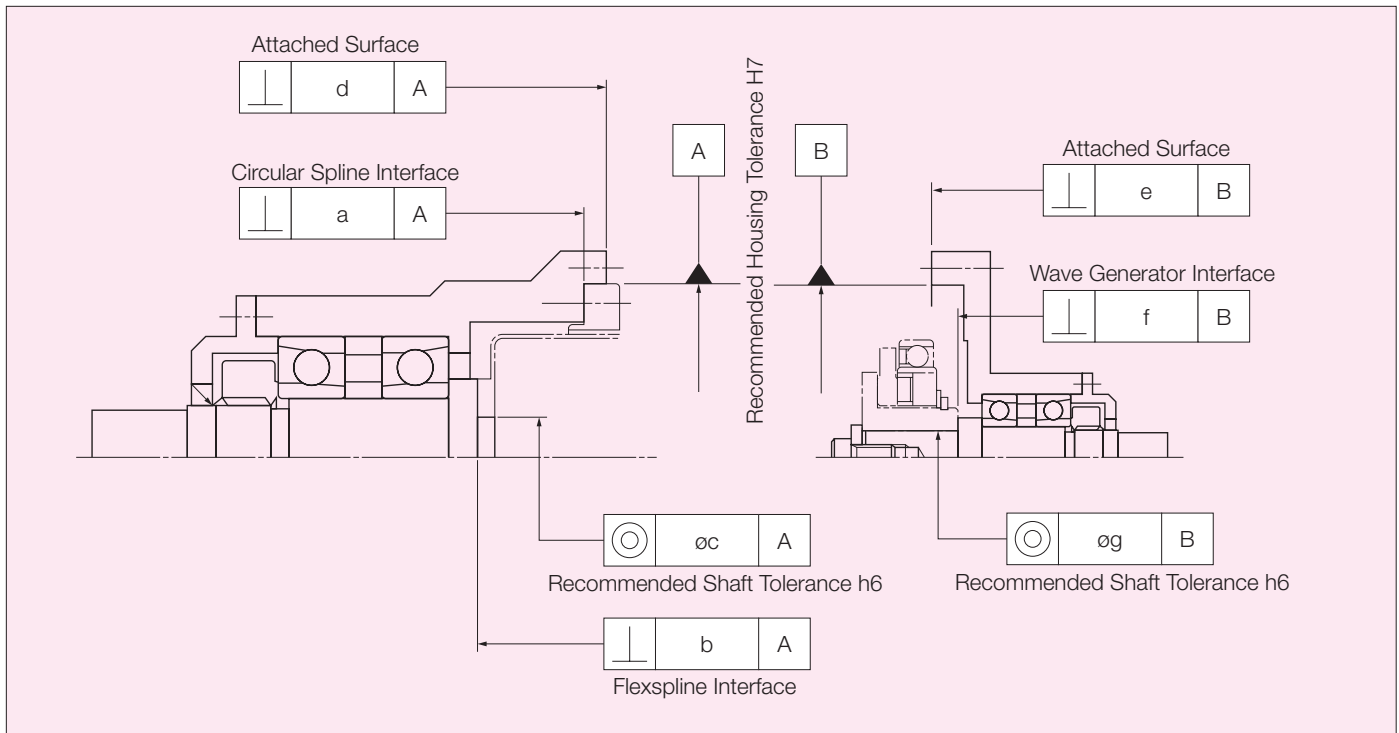 Attached Surface
⊥ d A
Circular Spline Interface
⊥ a A
A
Recommended Housing Tolerance H7
B
Attached Surface
⊥ e B
Wave Generator Interface
⊥ f B
◎ øc A
Recommended Shaft Tolerance h6
◎ øg B
Recommended Shaft Tolerance h6
⊥ b A
Flexspline Interface